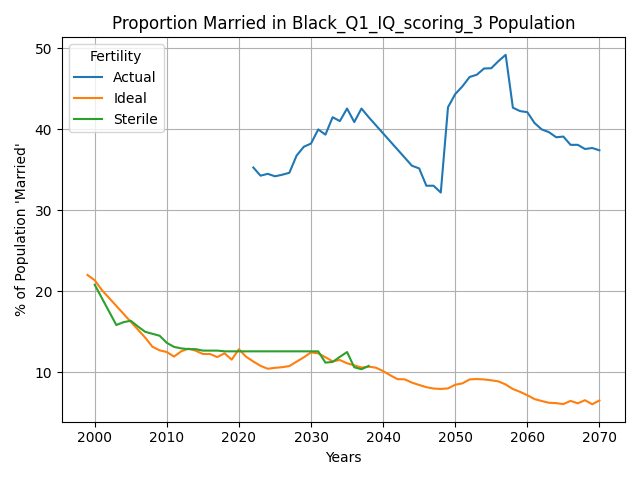 Proportion Married in Black_Q1_IQ_scoring_3 Population
Fertility
Actual
Ideal
Sterile
% of Population 'Married'
50
40
30
20
10
2000 2010 2020 2030 2040 2050 2060 2070
Years